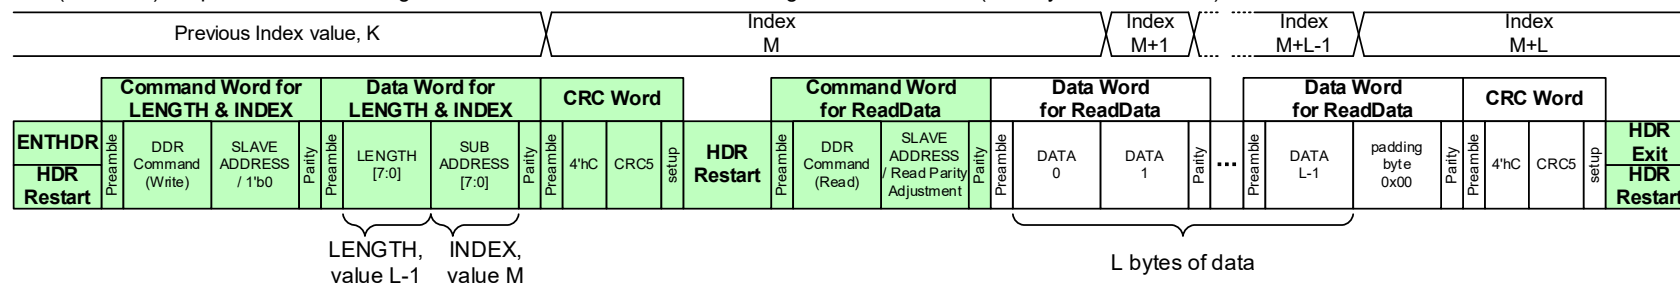 Previous Index value, K
Index
M
Index
M+1
Index
M+L-1
Index
M+L
Command Word for
LENGTH & INDEX
Data Word for
LENGTH & INDEX
CRC Word
Command Word
for ReadData
Data Word
for ReadData
Data Word
for ReadData
CRC Word
ENTHDR
HDR
Restart
Preamble
DDR
Command
(Write)
SLAVE
ADDRESS
/ 1'b0
Parity
Preamble
LENGTH
[7:0]
SUB
ADDRESS
[7:0]
Parity
Preamble
4'hC
CRC5
setup
HDR
Restart
Preamble
DDR
Command
(Read)
SLAVE
ADDRESS
/ Read Parity
Adjustment
Parity
Preamble
DATA
0
DATA
1
Parity
...
Preamble
DATA
L-1
padding
byte
0x00
Parity
Preamble
4'hC
CRC5
setup
HDR
Exit
HDR
Restart
LENGTH,
value L-1
INDEX,
value M
L bytes of data